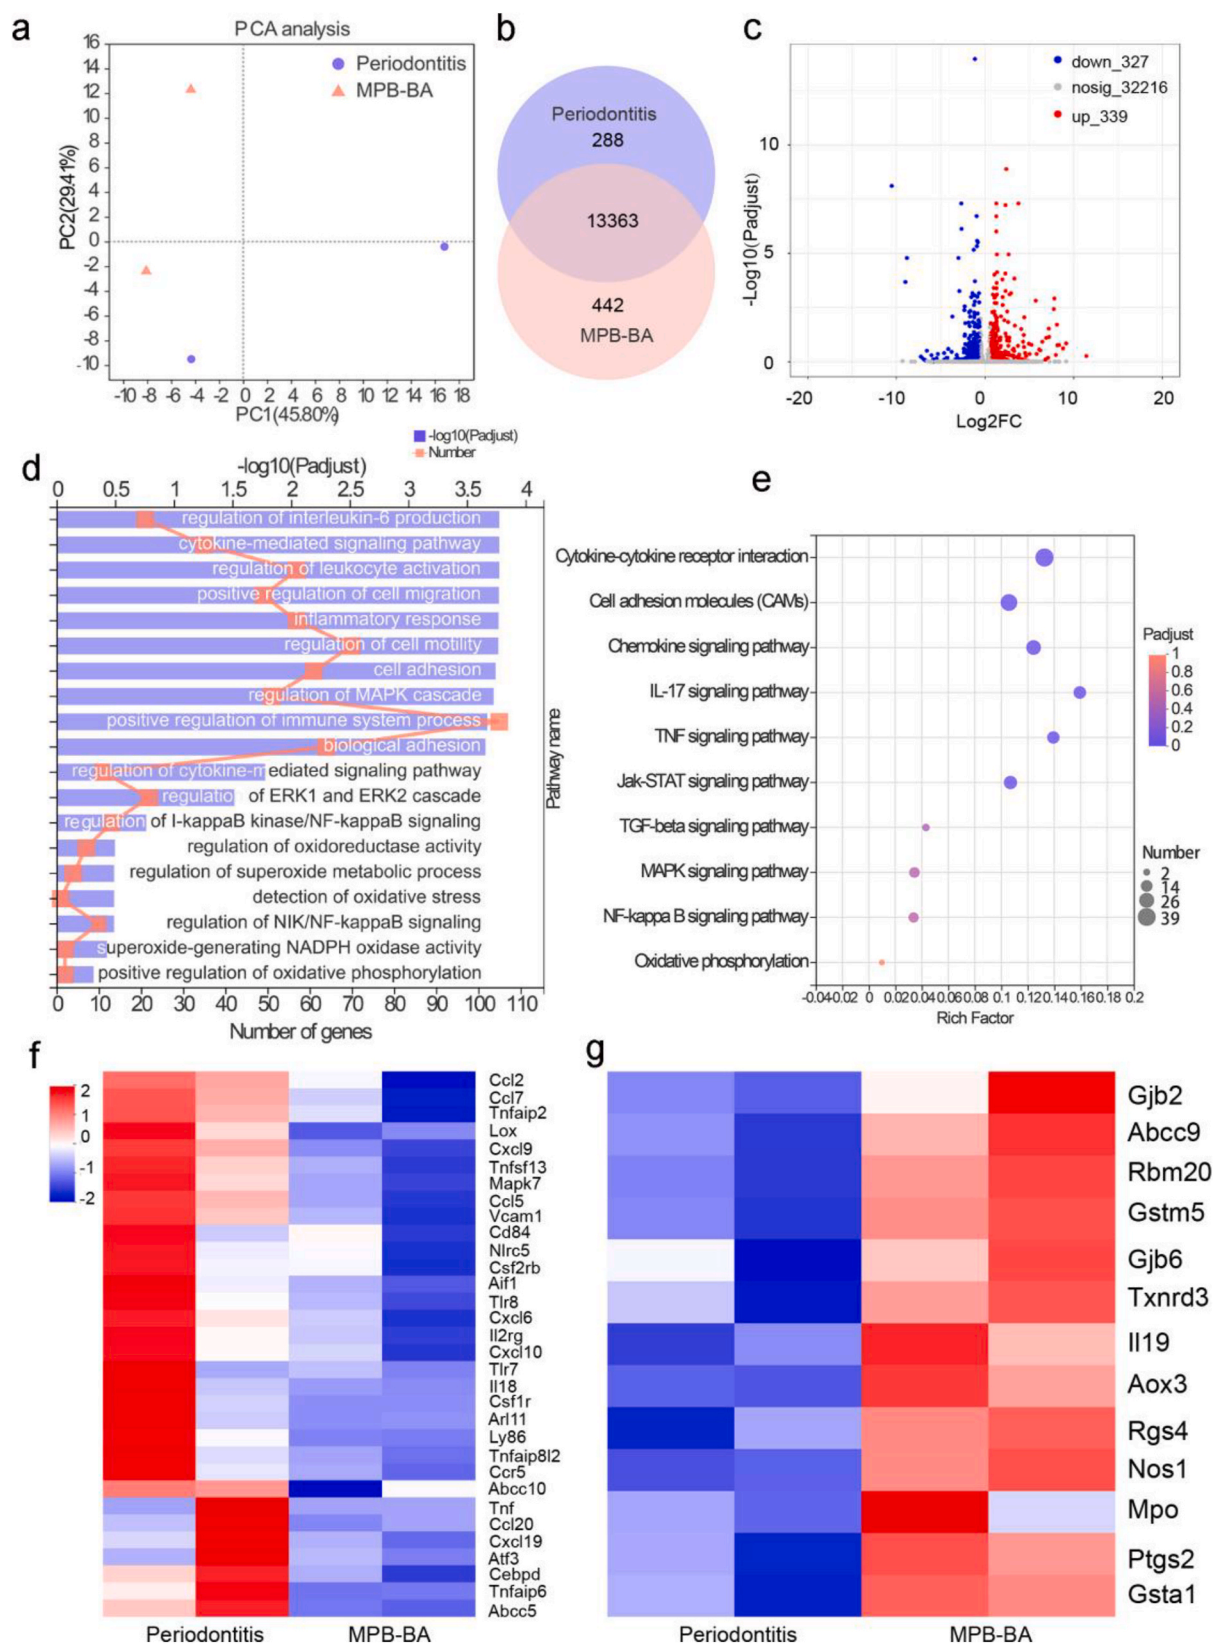 a
PCA analysis
16
14
12
10
8
6
4
2
0
-2
-4
-6
-8
-10
PC2(29.41%)
Periodontitis
MPB-BA
-10 -8 -6 -4 -2 0 2 4 6 8 10 12 14 16 18
PC1(45.80%)
b
Periodontitis
288
13363
442
MPB-BA
c
down_327
nosig_32216
up_339
10
5
0
-Log10(Padjust)
-20 -10 0 10 20
Log2FC
-log10(Padjust)
Number
d
-log10(Padjust)
0 0.5 1 1.5 2 2.5 3 3.5 4
regulation of interleukin-6 production
cytokine-mediated signaling pathway
regulation of leukocyte activation
positive regulation of cell migration
inflammatory response
regulation of cell motility
cell adhesion
regulation of MAPK cascade
positive regulation of immune system process
biological adhesion
regulation of cytokine-mediated signaling pathway
regulatio of ERK1 and ERK2 cascade
regulation of I-kappaB kinase/NF-kappaB signaling
regulation of oxidoreductase activity
regulation of superoxide metabolic process
detection of oxidative stress
regulation of NIK/NF-kappaB signaling
superoxide-generating NADPH oxidase activity
positive regulation of oxidative phosphorylation
0 10 20 30 40 50 60 70 80 90 100 110
Number of genes
Pathway name
e
Cytokine-cytokine receptor interaction
Cell adhesion molecules (CAMs)
Chemokine signaling pathway
IL-17 signaling pathway
TNF signaling pathway
Jak-STAT signaling pathway
TGF-beta signaling pathway
MAPK signaling pathway
NF-kappa B signaling pathway
Oxidative phosphorylation
-0.04 0.02 0 0.02 0.04 0.06 0.08 0.1 0.12 0.14 0.16 0.18 0.2
Rich Factor
Padjust
1
0.8
0.6
0.4
0.2
0
Number
2
14
26
39
f
2
1
0
-1
-2
Ccl2
Ccl7
Tnfaip2
Lox
Cxcl9
Tnfsf13
Mapk7
Ccl5
Vcam1
Cd84
Nlrc5
Csf2rb
Aif1
Tlr8
Cxcl6
Il2rg
Cxcl10
Tlr7
Il18
Csf1r
Arl11
Ly86
Tnfaip8l2
Ccr5
Abcc10
Tnf
Ccl20
Cxcl19
Atf3
Cebpd
Tnfaip6
Abcc5
Periodontitis MPB-BA
g
Gjb2
Abcc9
Rbm20
Gstm5
Gjb6
Txnrd3
Il19
Aox3
Rgs4
Nos1
Mpo
Ptgs2
Gsta1
Periodontitis MPB-BA